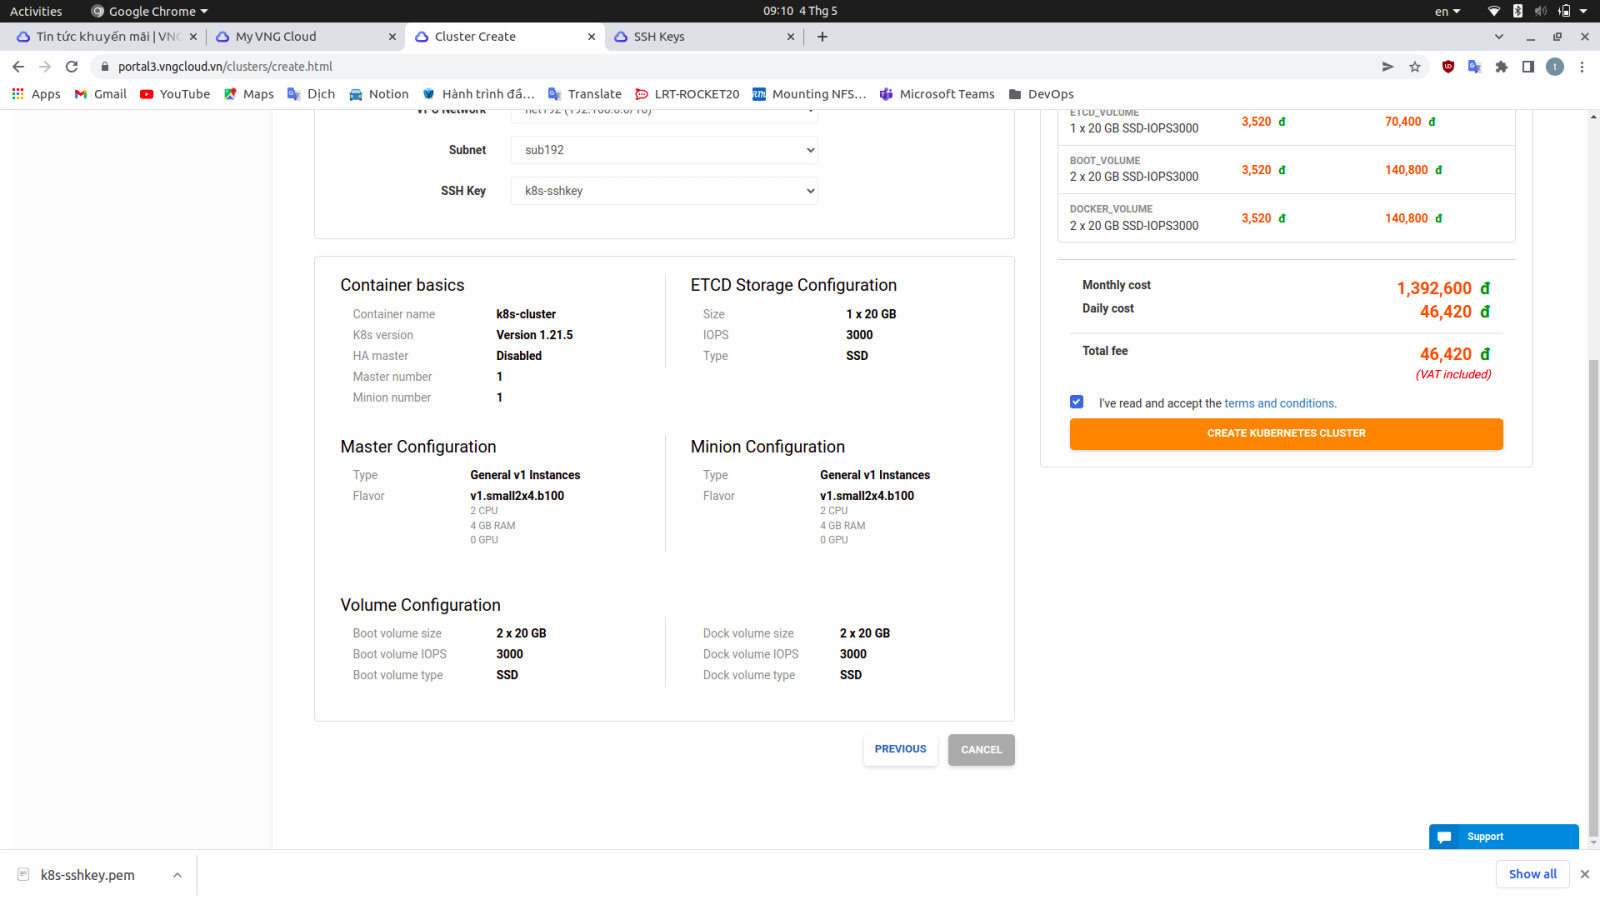 Activities
Google Chrome
09:10 4 Thg 5
en
Tin tức khuyến mãi | VNG
My VNG Cloud
Cluster Create
SSH Keys
portal3.vngcloud.vn/clusters/create.html
t
Apps
Gmail
YouTube
Maps
Dịch
Notion
Hành trình đầ...
Translate
LRT-ROCKET20
Mounting NFS...
Microsoft Teams
DevOps
VPC Network
net192 (192.168.0.0/16)
Subnet
sub192
SSH Key
k8s-sshkey
Container basics
Container name k8s-cluster
K8s version Version 1.21.5
HA master Disabled
Master number 1
Minion number 1
ETCD Storage Configuration
Size 1 x 20 GB
IOPS 3000
Type SSD
Master Configuration
Type General v1 Instances
Flavor v1.small2x4.b100
2 CPU
4 GB RAM
0 GPU
Minion Configuration
Type General v1 Instances
Flavor v1.small2x4.b100
2 CPU
4 GB RAM
0 GPU
Volume Configuration
Boot volume size 2 x 20 GB
Boot volume IOPS 3000
Boot volume type SSD
Dock volume size 2 x 20 GB
Dock volume IOPS 3000
Dock volume type SSD
PREVIOUS
CANCEL
ETCD_VOLUME
1 x 20 GB SSD-IOPS3000 3,520 đ 70,400 đ
BOOT_VOLUME
2 x 20 GB SSD-IOPS3000 3,520 đ 140,800 đ
DOCKER_VOLUME
2 x 20 GB SSD-IOPS3000 3,520 đ 140,800 đ
Monthly cost 1,392,600 đ
Daily cost 46,420 đ
Total fee 46,420 đ
(VAT included)
I've read and accept the terms and conditions.
CREATE KUBERNETES CLUSTER
Support
k8s-sshkey.pem
Show all